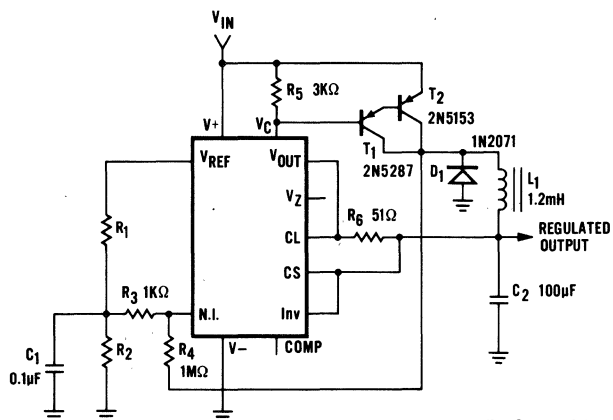 VIN
R5 3KΩ
T2
2N5153
V+
VC
T1
2N5287
1N2071
D1
L1
1.2mH
VREF
VOUT
VZ
R6 51Ω
CL
CS
Inv
REGULATED
OUTPUT
R1
R3 1KΩ
N.I.
R2
R4
1MΩ
V-
COMP
C1
0.1μF
C2 100μF